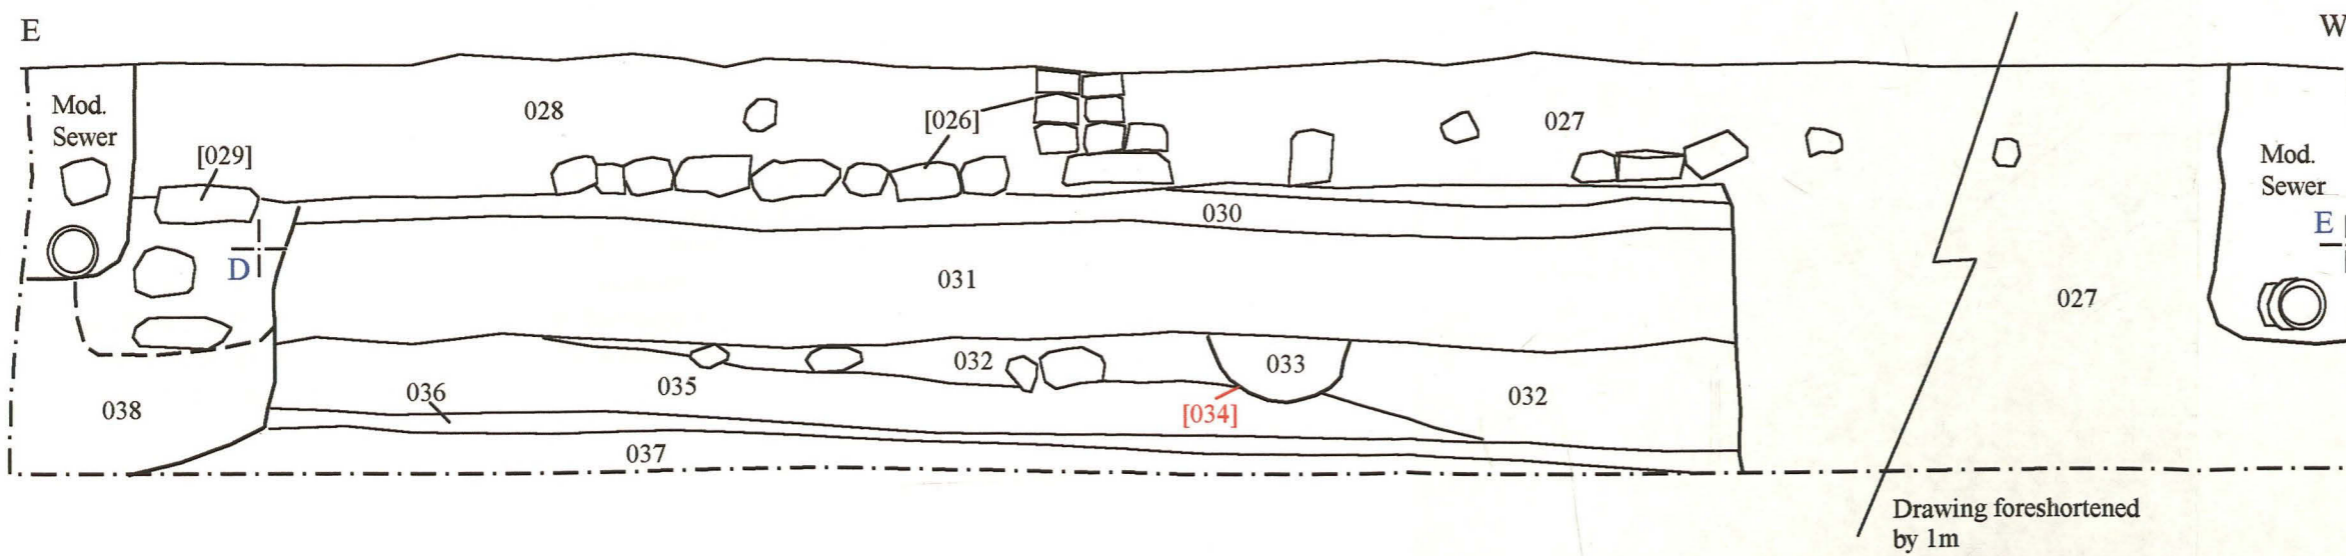 E
W
Mod.
Sewer
028
[026]
027
[029]
Mod.
Sewer
030
D
E
031
027
032
033
035
036
032
038
[034]
037
Drawing foreshortened
by 1m